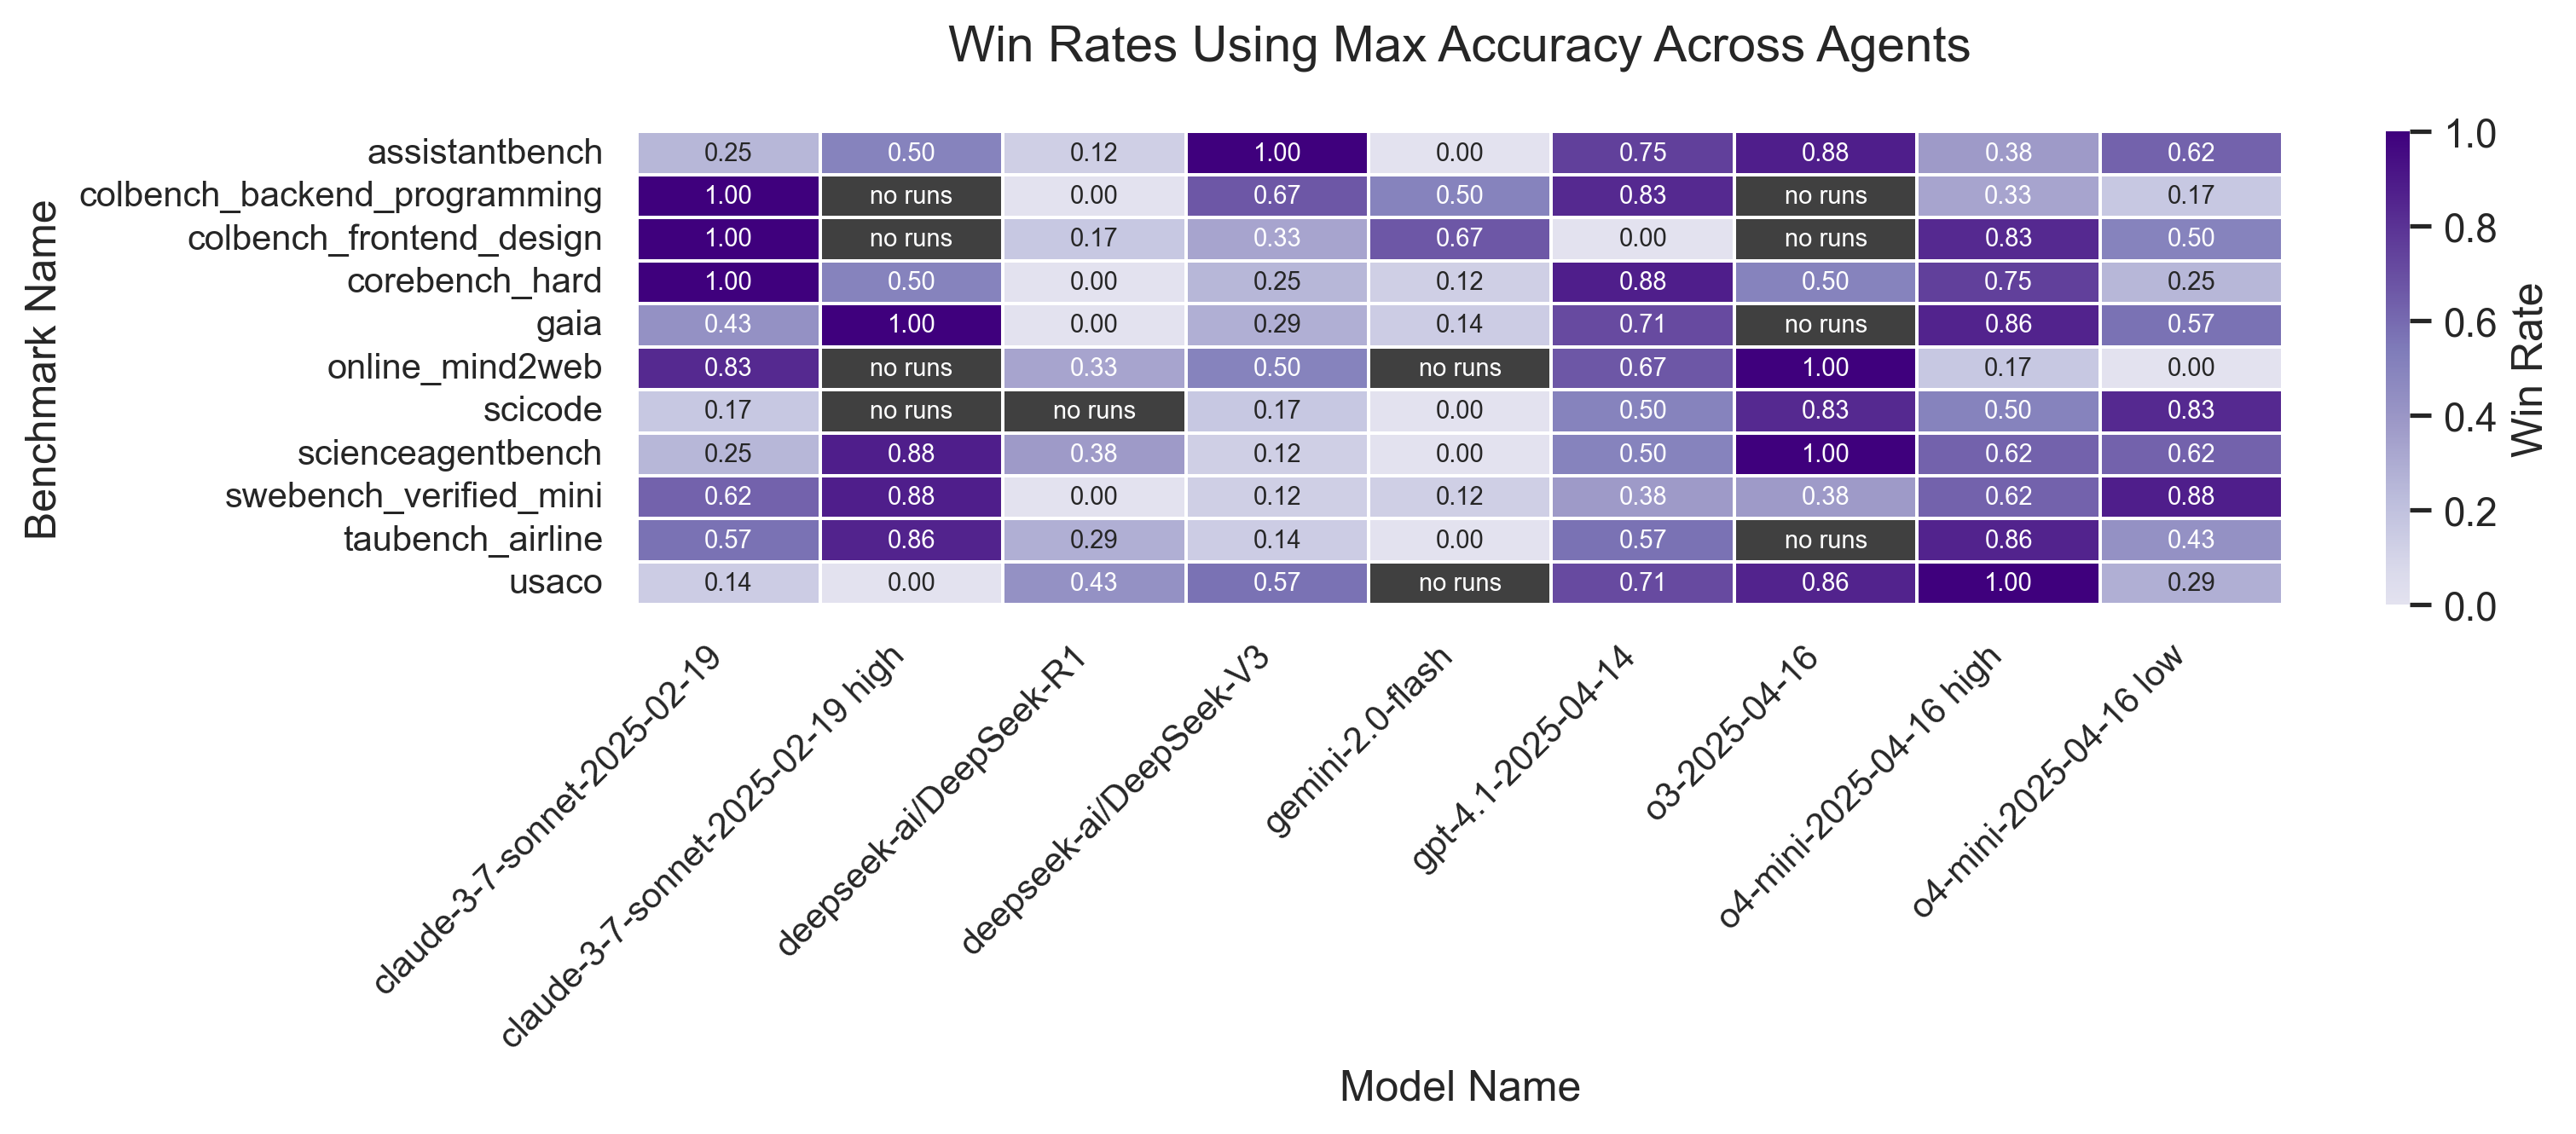 Win Rates Using Max Accuracy Across Agents
Benchmark Name
assistantbench 0.25 0.50 0.12 1.00 0.00 0.75 0.88 0.38 0.62
colbench_backend_programming 1.00 no runs 0.00 0.67 0.50 0.83 no runs 0.33 0.17
colbench_frontend_design 1.00 no runs 0.17 0.33 0.67 0.00 no runs 0.83 0.50
corebench_hard 1.00 0.50 0.00 0.25 0.12 0.88 0.50 0.75 0.25
gaia 0.43 1.00 0.00 0.29 0.14 0.71 no runs 0.86 0.57
online_mind2web 0.83 no runs 0.33 0.50 no runs 0.67 1.00 0.17 0.00
scicode 0.17 no runs no runs 0.17 0.00 0.50 0.83 0.50 0.83
scienceagentbench 0.25 0.88 0.38 0.12 0.00 0.50 1.00 0.62 0.62
swebench_verified_mini 0.62 0.88 0.00 0.12 0.12 0.38 0.38 0.62 0.88
taubench_airline 0.57 0.86 0.29 0.14 0.00 0.57 no runs 0.86 0.43
usaco 0.14 0.00 0.43 0.57 no runs 0.71 0.86 1.00 0.29
claude-3-7-sonnet-2025-02-19
claude-3-7-sonnet-2025-02-19 high
deepseek-ai/DeepSeek-R1
deepseek-ai/DeepSeek-V3
gemini-2.0-flash
gpt-4.1-2025-04-14
o3-2025-04-16
o4-mini-2025-04-16 high
o4-mini-2025-04-16 low
Model Name
1.0
0.8
0.6
0.4
0.2
0.0
Win Rate